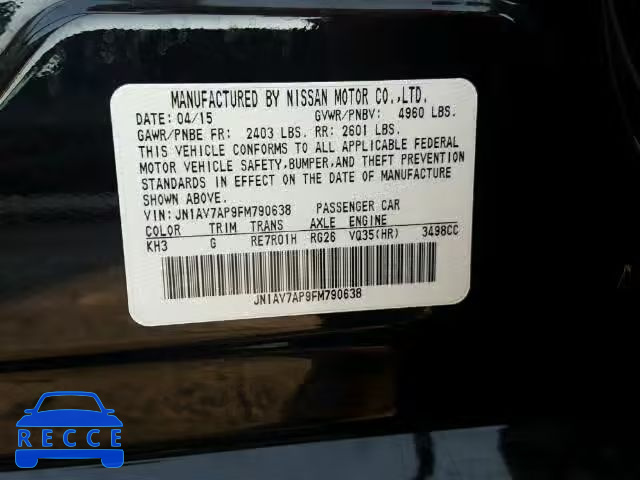 MANUFACTURED BY NISSAN MOTOR CO.,LTD.
DATE: 04/15 GVWR/PNBV: 4960 LBS.
GAWR/PNBE FR: 2403 LBS. RR: 2601 LBS.
THIS VEHICLE CONFORMS TO ALL APPLICABLE FEDERAL
MOTOR VEHICLE SAFETY,BUMPER,AND THEFT PREVENTION
STANDARDS IN EFFECT ON THE DATE OF MANUFACTURE
SHOWN ABOVE.
VIN: JN1AV7AP9FM790638 PASSENGER CAR
COLOR TRIM TRANS AXLE ENGINE
KH3 G RE7R01H RG26 VQ35(HR) 3498CC
JN1AV7AP9FM790638
RECCE